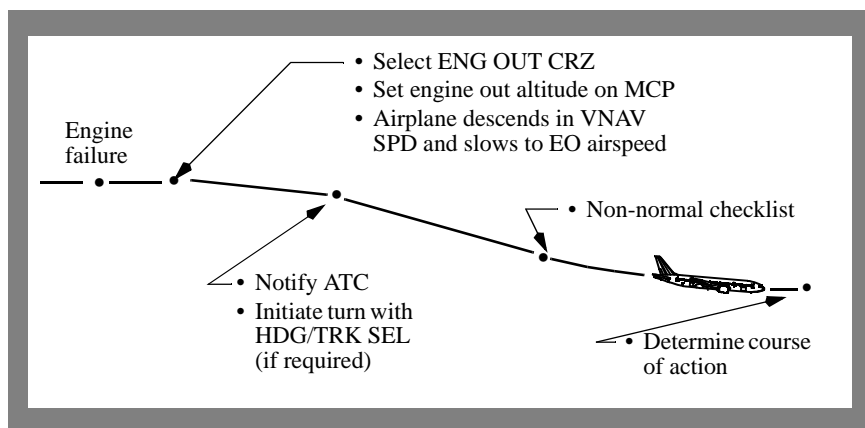 • Select ENG OUT CRZ
• Set engine out altitude on MCP
• Airplane descends in VNAV
SPD and slows to EO airspeed
Engine
failure
• Non-normal checklist
• Notify ATC
• Initiate turn with
HDG/TRK SEL
(if required)
• Determine course
of action